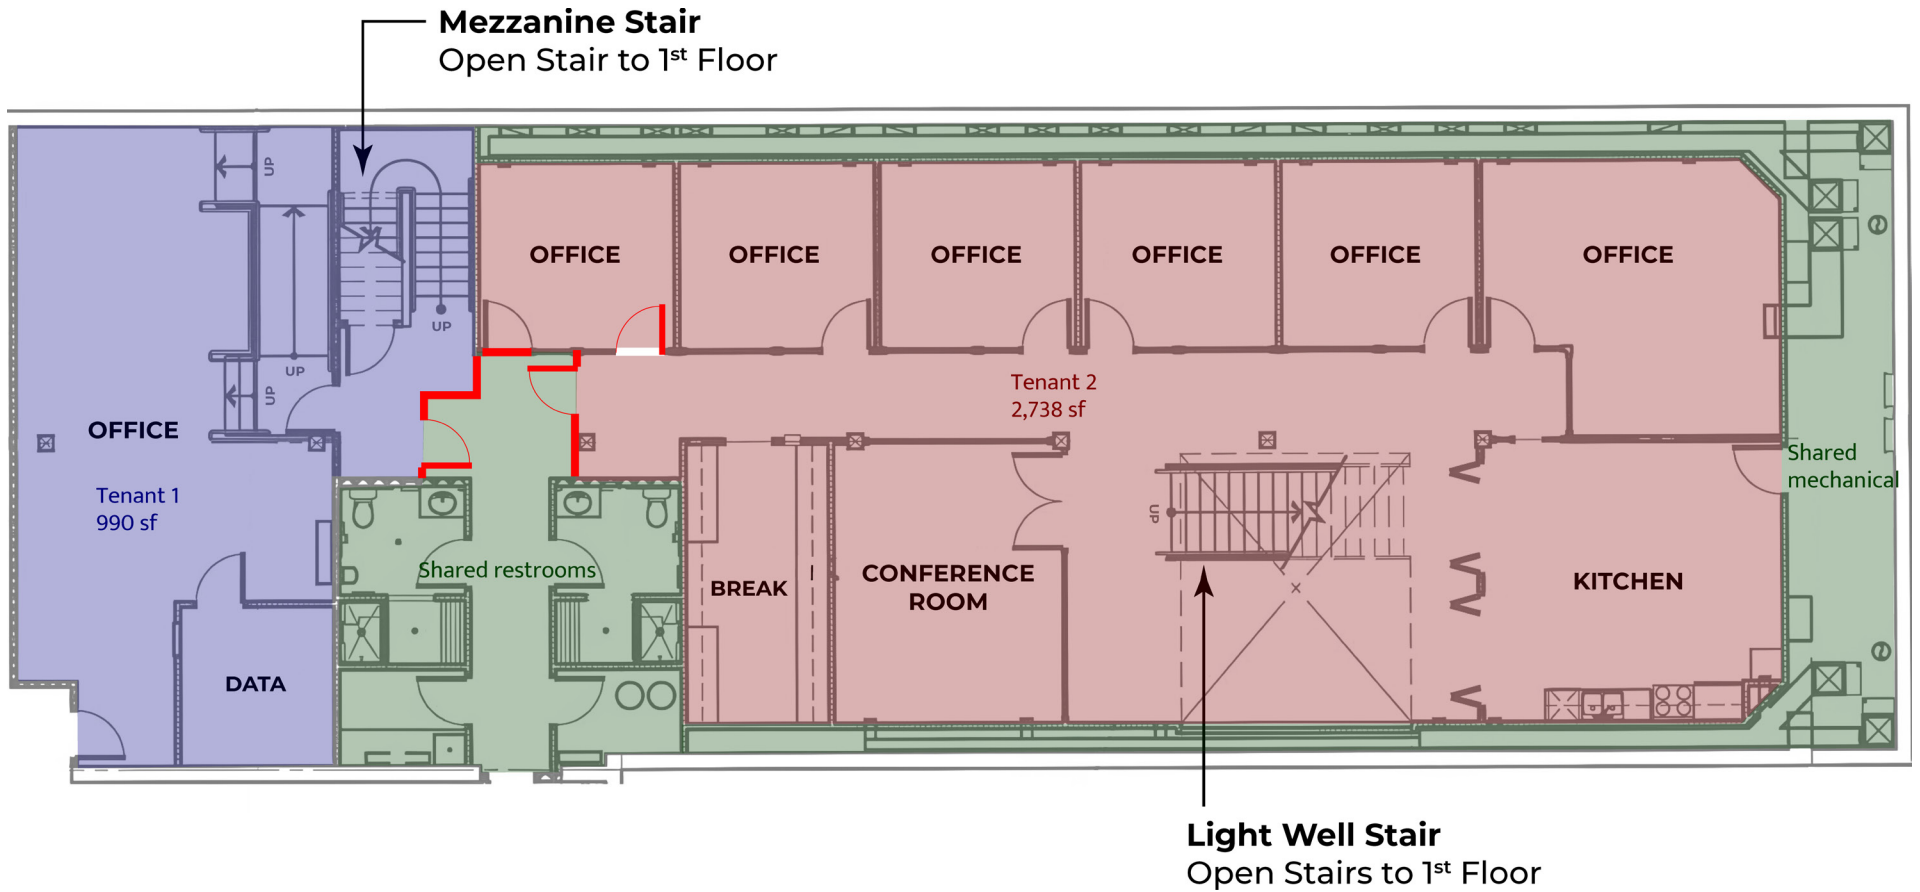 Mezzanine Stair
Open Stair to 1st Floor
UP
UP
UP
UP
UP
OFFICE
OFFICE
OFFICE
OFFICE
OFFICE
OFFICE
OFFICE
Tenant 1
990 sf
Tenant 2
2,738 sf
Shared
mechanical
Shared restrooms
DATA
BREAK
CONFERENCE
ROOM
KITCHEN
Light Well Stair
Open Stairs to 1st Floor